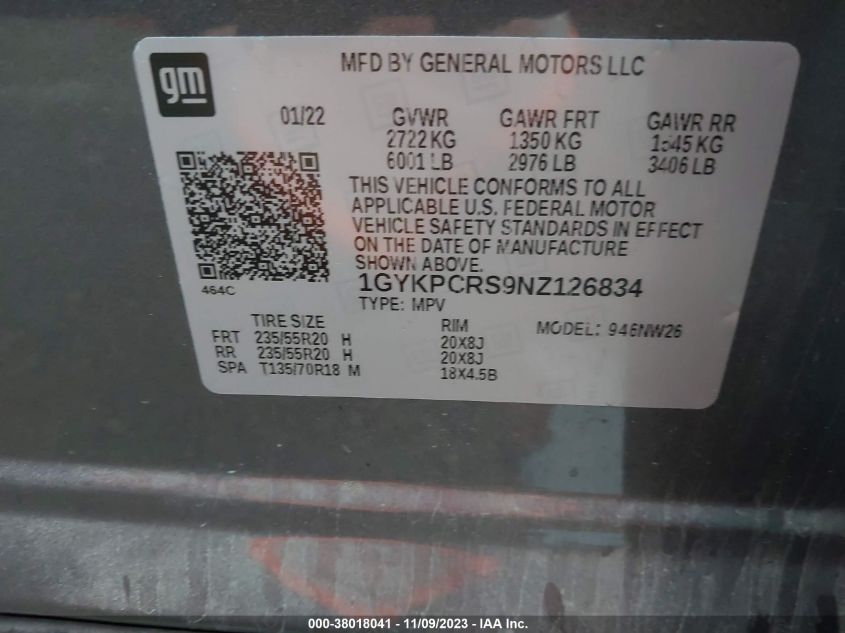 gm
MFD BY GENERAL MOTORS LLC
01/22 GVWR GAWR FRT GAWR RR
2722 KG 1350 KG 1545 KG
6001 LB 2976 LB 3406 LB
THIS VEHICLE CONFORMS TO ALL
APPLICABLE U.S. FEDERAL MOTOR
VEHICLE SAFETY STANDARDS IN EFFECT
ON THE DATE OF MANUFACTURE
SHOWN ABOVE.
464C
1GYKPCRS9NZ126834
TYPE: MPV
TIRE SIZE RIM MODEL: 946NW26
FRT 235/55R20 H 20X8J
RR 235/55R20 H 20X8J
SPA T135/70R18 M 18X4.5B
000-38018041 - 11/09/2023 - IAA Inc.